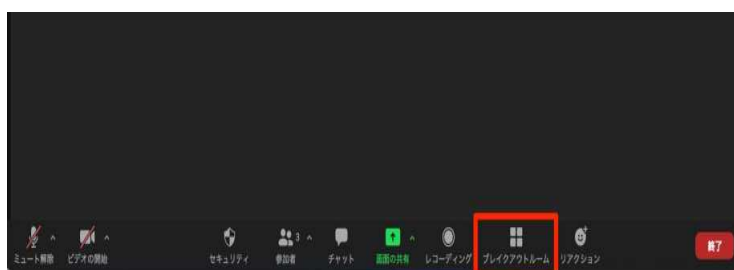 3
ミュート解除 ビデオの開始 セキュリティ 参加者 チャット 画面の共有 レコーディング ブレイクアウトルーム リアクション 終了